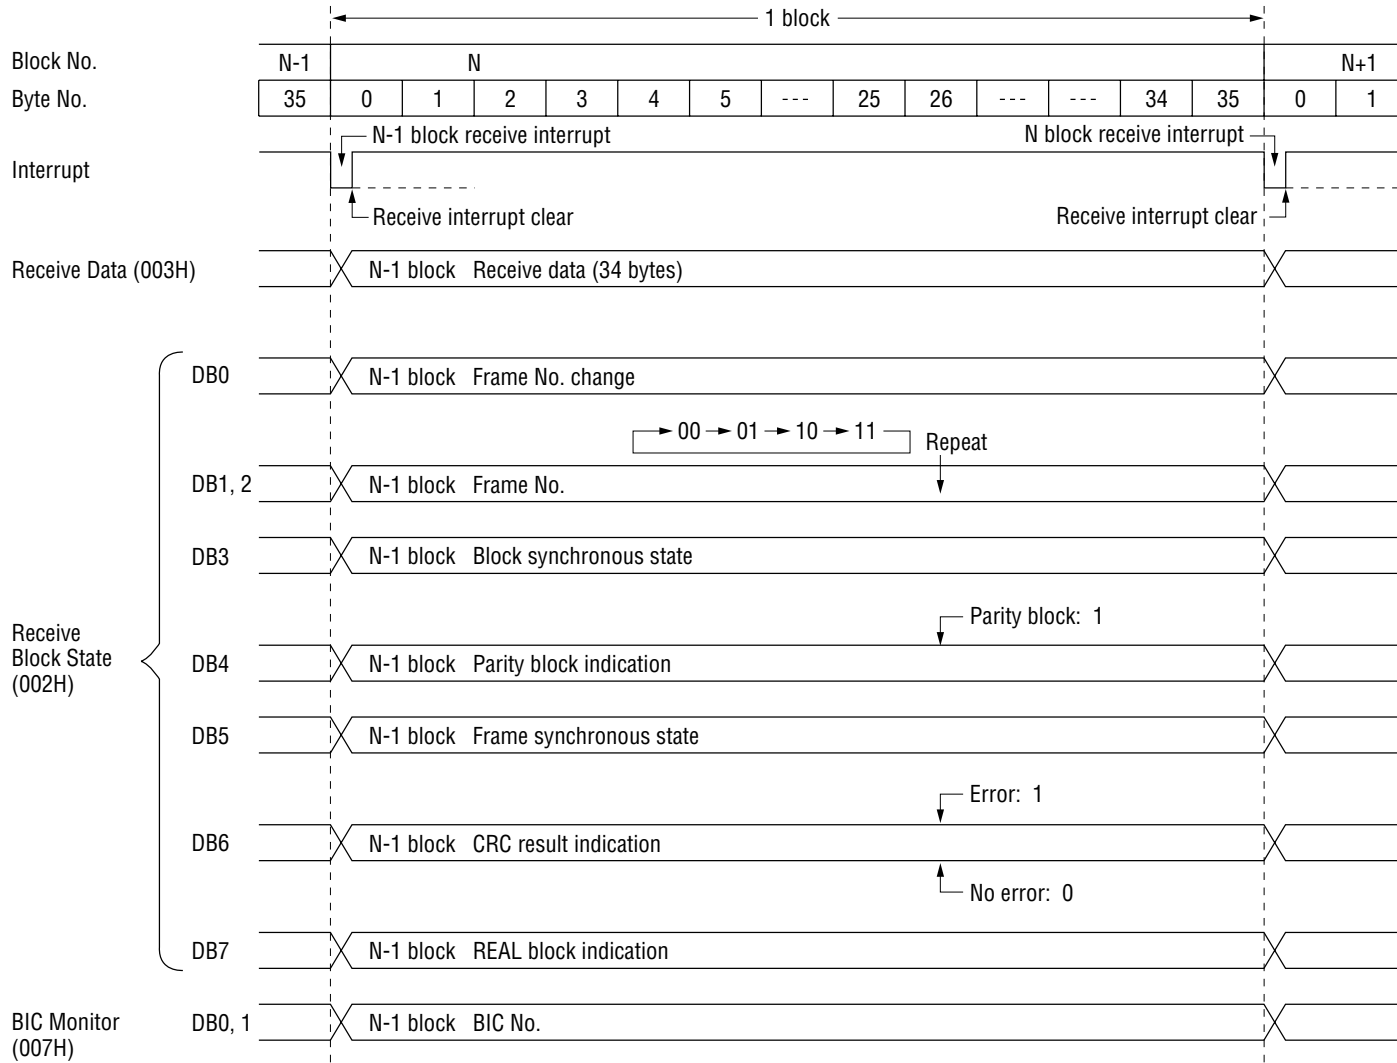 1 block
Block No. N-1 N N+1
Byte No. 35 0 1 2 3 4 5 --- 25 26 --- --- 34 35 0 1
N-1 block receive interrupt N block receive interrupt
Interrupt
Receive interrupt clear Receive interrupt clear
Receive Data (003H) N-1 block Receive data (34 bytes)
DB0 N-1 block Frame No. change
00 01 10 11
Repeat
DB1, 2 N-1 block Frame No.
DB3 N-1 block Block synchronous state
Parity block: 1
Receive
Block State
(002H)
DB4 N-1 block Parity block indication
DB5 N-1 block Frame synchronous state
Error: 1
DB6 N-1 block CRC result indication
No error: 0
DB7 N-1 block REAL block indication
BIC Monitor
(007H)
DB0, 1 N-1 block BIC No.